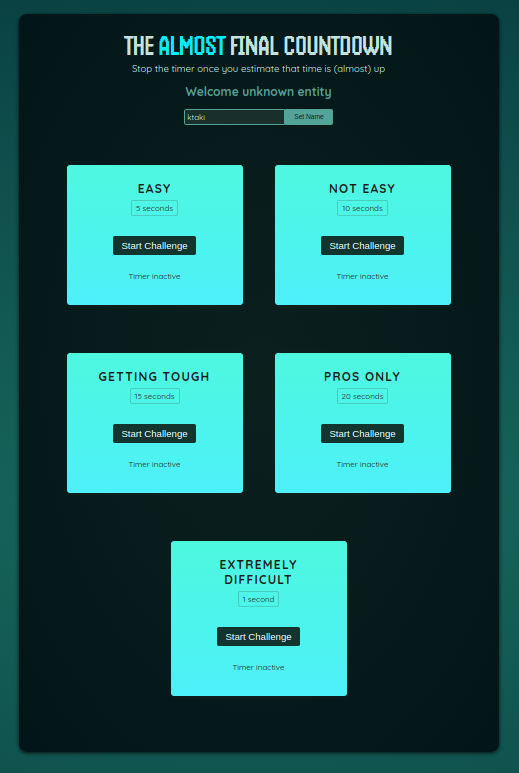 THE ALMOST FINAL COUNTDOWN
Stop the timer once you estimate that time is (almost) up
Welcome unknown entity
ktaki Set Name
EASY
5 seconds
Start Challenge
Timer inactive
NOT EASY
10 seconds
Start Challenge
Timer inactive
GETTING TOUGH
15 seconds
Start Challenge
Timer inactive
PROS ONLY
20 seconds
Start Challenge
Timer inactive
EXTREMELY
DIFFICULT
1 second
Start Challenge
Timer inactive